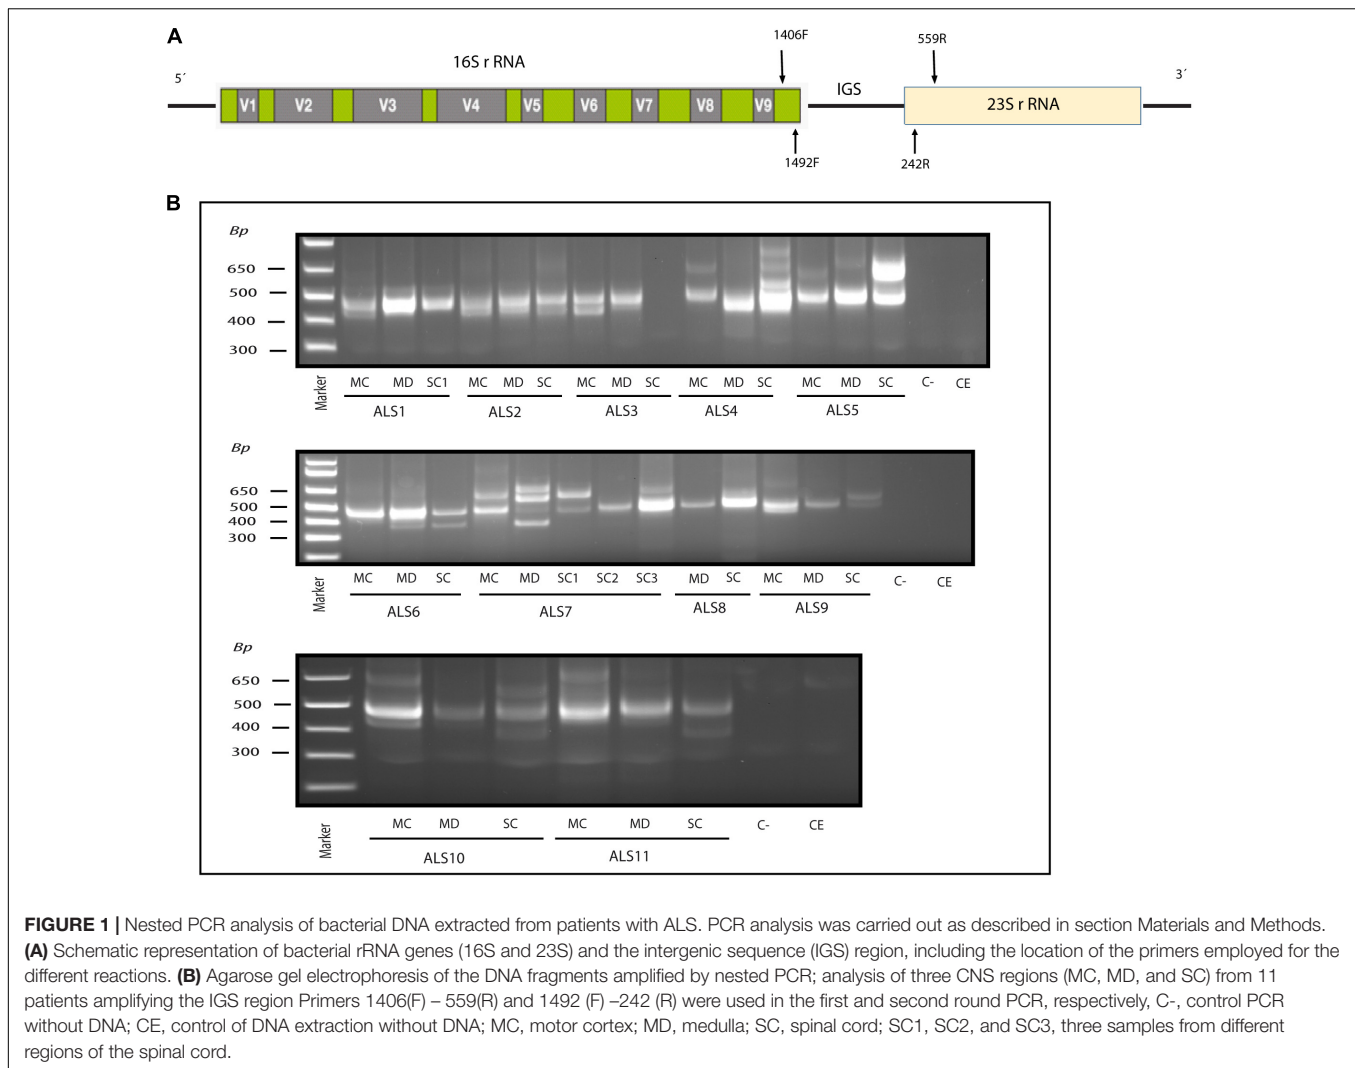 A
1406F
559R
16S r RNA
5´
3´
IGS
V1 V2 V3 V4 V5 V6 V7 V8 V9
23S r RNA
1492F
242R
B
Bp
650
500
400
300
Marker
MC MD SC1 MC MD SC MC MD SC MC MD SC MC MD SC C- CE
ALS1 ALS2 ALS3 ALS4 ALS5
Bp
650
500
400
300
Marker
MC MD SC MC MD SC1 SC2 SC3 MD SC MC MD SC C- CE
ALS6 ALS7 ALS8 ALS9
Bp
650
500
400
300
Marker
MC MD SC MC MD SC C- CE
ALS10 ALS11
FIGURE 1 | Nested PCR analysis of bacterial DNA extracted from patients with ALS. PCR analysis was carried out as described in section Materials and Methods.
(A) Schematic representation of bacterial rRNA genes (16S and 23S) and the intergenic sequence (IGS) region, including the location of the primers employed for the
different reactions. (B) Agarose gel electrophoresis of the DNA fragments amplified by nested PCR; analysis of three CNS regions (MC, MD, and SC) from 11
patients amplifying the IGS region Primers 1406(F) – 559(R) and 1492 (F) –242 (R) were used in the first and second round PCR, respectively, C-, control PCR
without DNA; CE, control of DNA extraction without DNA; MC, motor cortex; MD, medulla; SC, spinal cord; SC1, SC2, and SC3, three samples from different
regions of the spinal cord.